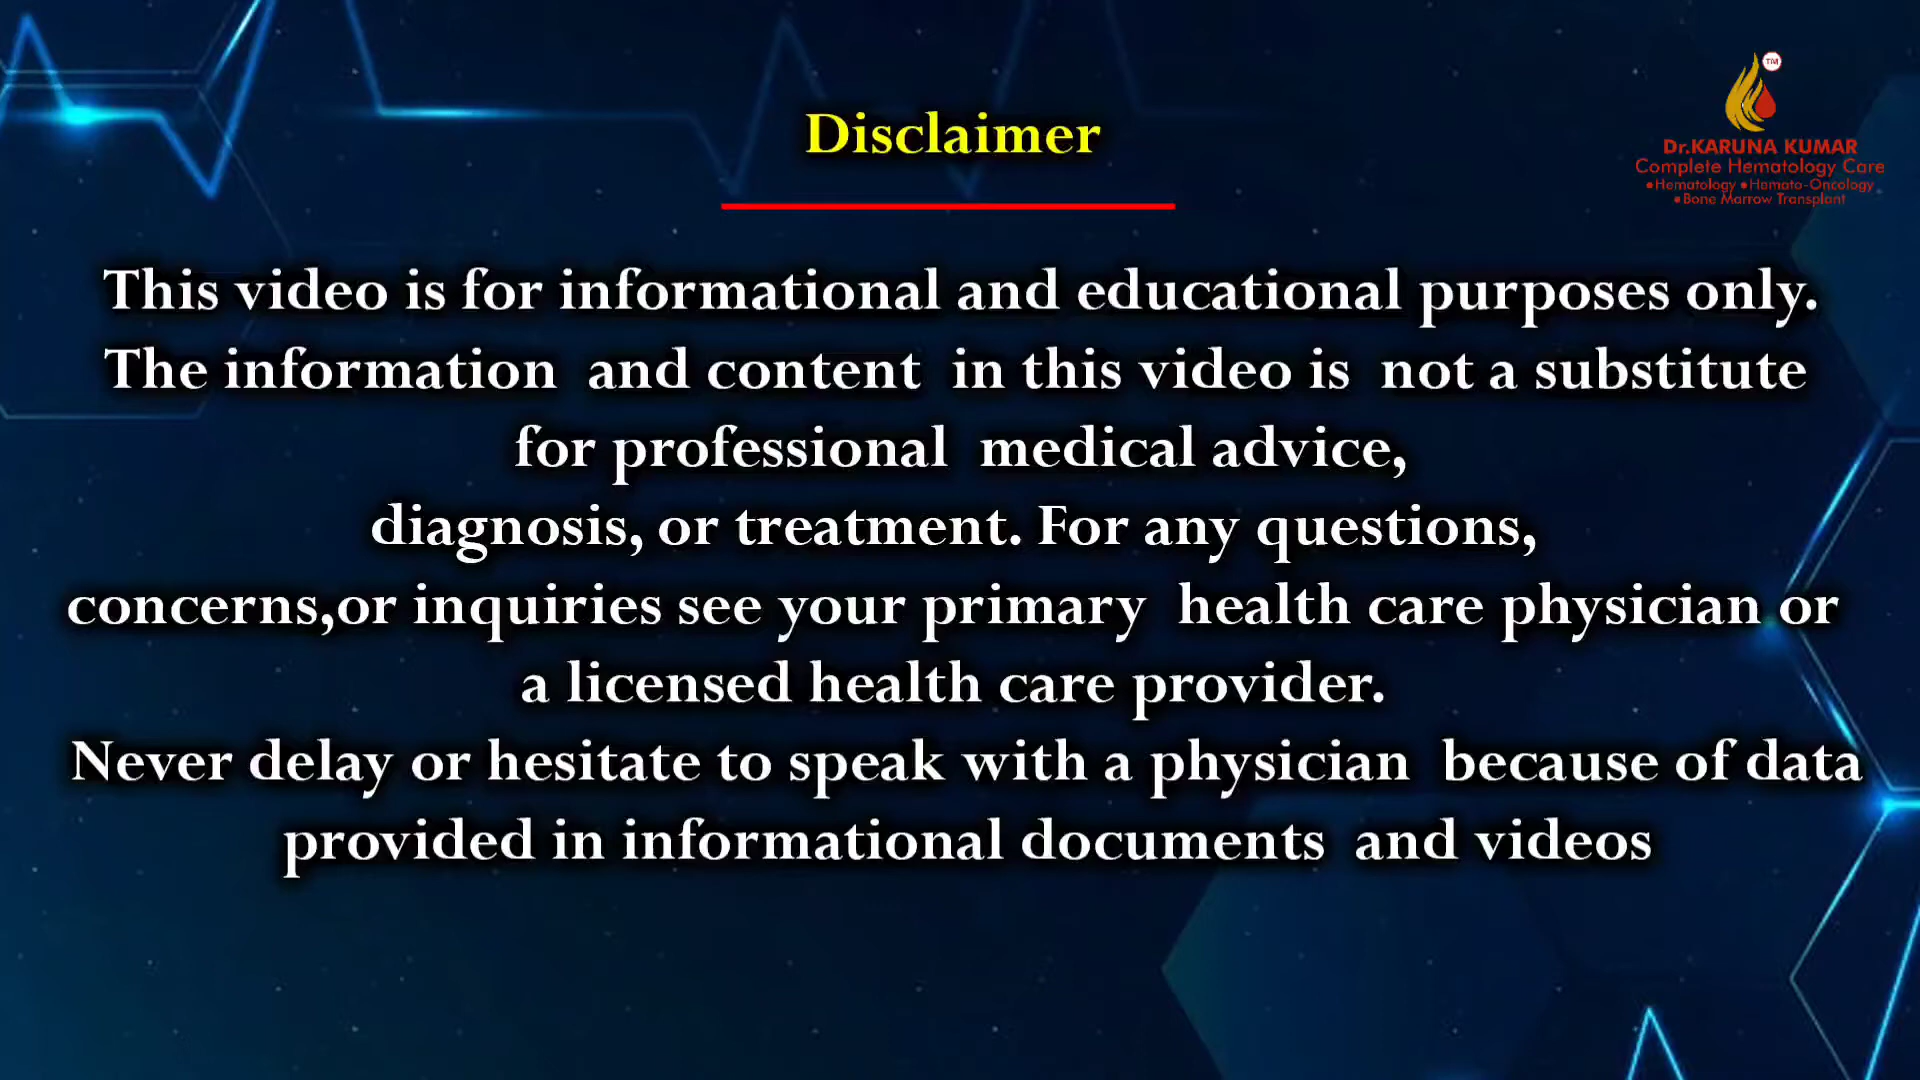 Disclaimer
TM
Dr.KARUNA KUMAR
Complete Hematology Care
•Hematology •Hemato-Oncology
•Bone Marrow Transplant
This video is for informational and educational purposes only.
The information and content in this video is not a substitute
for professional medical advice,
diagnosis, or treatment. For any questions,
concerns,or inquiries see your primary health care physician or
a licensed health care provider.
Never delay or hesitate to speak with a physician because of data
provided in informational documents and videos